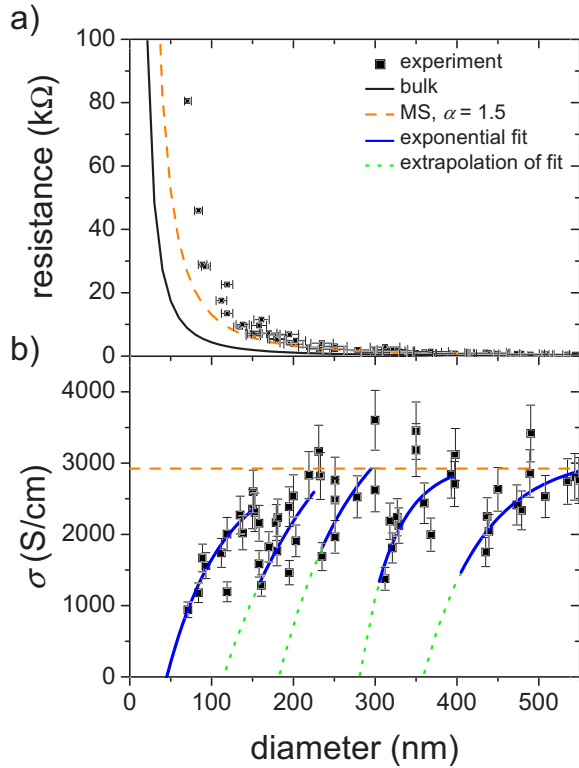 a)
100
80
60
40
20
0
resistance (kΩ)
experiment
bulk
MS, α = 1.5
exponential fit
extrapolation of fit
b)
4000
3000
2000
1000
0
σ (S/cm)
0 100 200 300 400 500
diameter (nm)